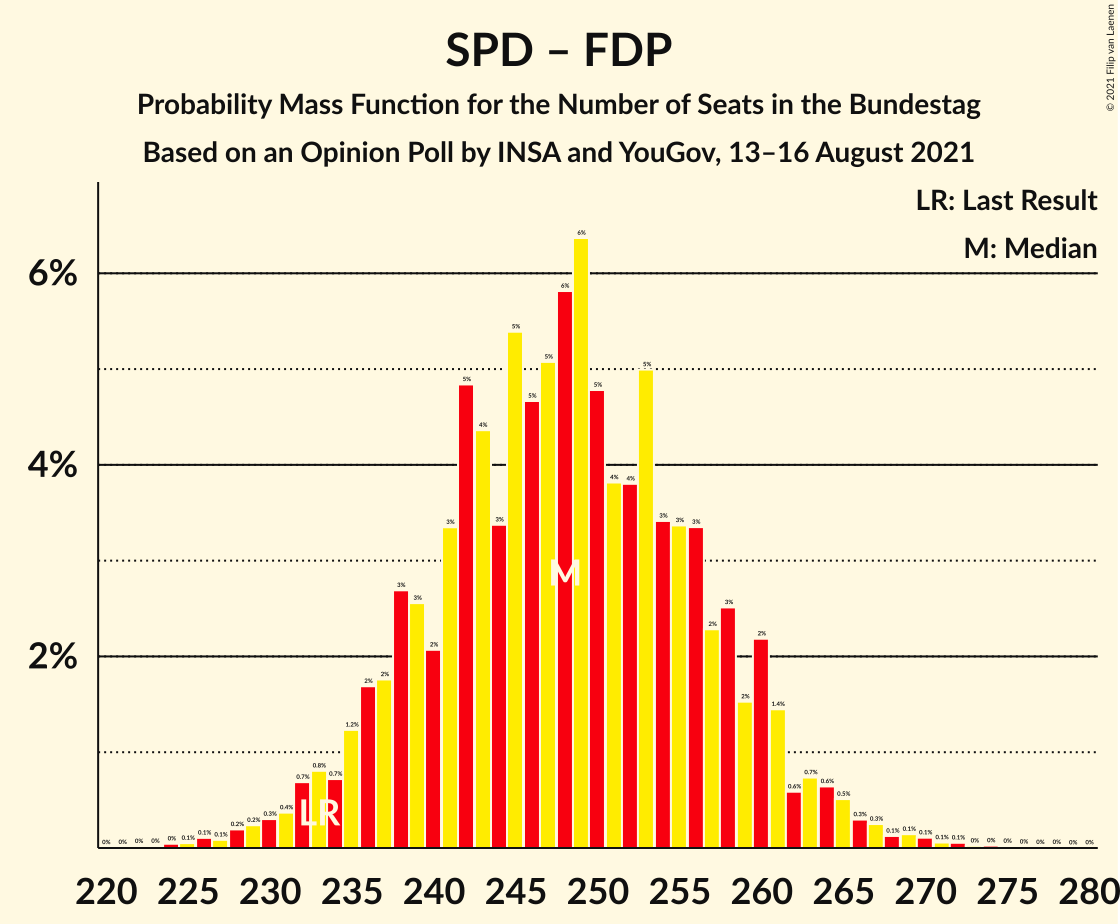 SPD – FDP
Probability Mass Function for the Number of Seats in the Bundestag
Based on an Opinion Poll by INSA and YouGov, 13–16 August 2021
© 2021 Filip van Laenen
LR: Last Result
M: Median
6%
4%
2%
0% 0% 0% 0% 0% 0.1% 0.1% 0.1% 0.2% 0.2% 0.3% 0.4% 0.7% 0.8% 0.7% 1.2% 2% 2% 3% 3% 2% 3% 5% 4% 3% 5% 5% 5% 6% 6% 5% 4% 4% 5% 3% 3% 3% 2% 3% 2% 2% 1.4% 0.6% 0.7% 0.6% 0.5% 0.3% 0.3% 0.1% 0.1% 0.1% 0.1% 0.1% 0% 0% 0% 0% 0% 0% 0% 0%
M
LR
220 225 230 235 240 245 250 255 260 265 270 275 280